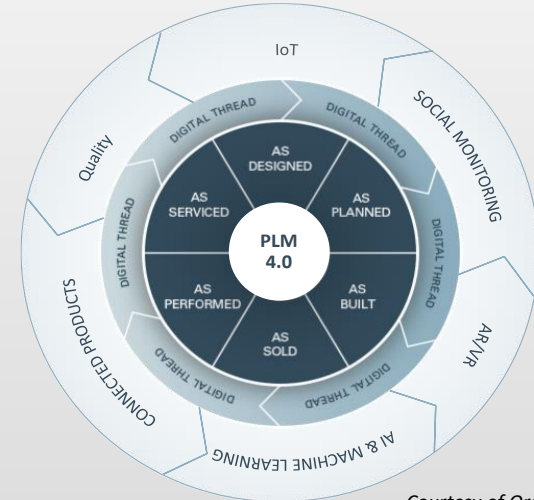 IoT
SOCIAL MONITORING
AR/VR
AI & MACHINE LEARNING
CONNECTED PRODUCTS
Quality
DIGITAL THREAD
DIGITAL THREAD
DIGITAL THREAD
DIGITAL THREAD
DIGITAL THREAD
DIGITAL THREAD
AS
DESIGNED
AS
PLANNED
AS
BUILT
AS
SOLD
AS
PERFORMED
AS
SERVICED
PLM
4.0
Courtesy of